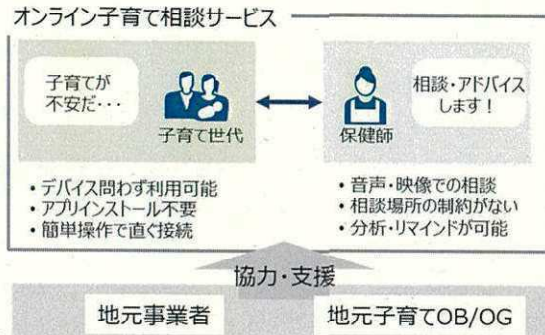 オンライン子育て相談サービス
子育てが
不安だ・・・
子育て世代
相談・アドバイス
します！
保健師
・デバイス問わず利用可能
・アプリインストール不要
・簡単操作で直ぐ接続
・音声・映像での相談
・相談場所の制約がない
・分析・リマインドが可能
協力・支援
地元事業者
地元子育てOB/OG